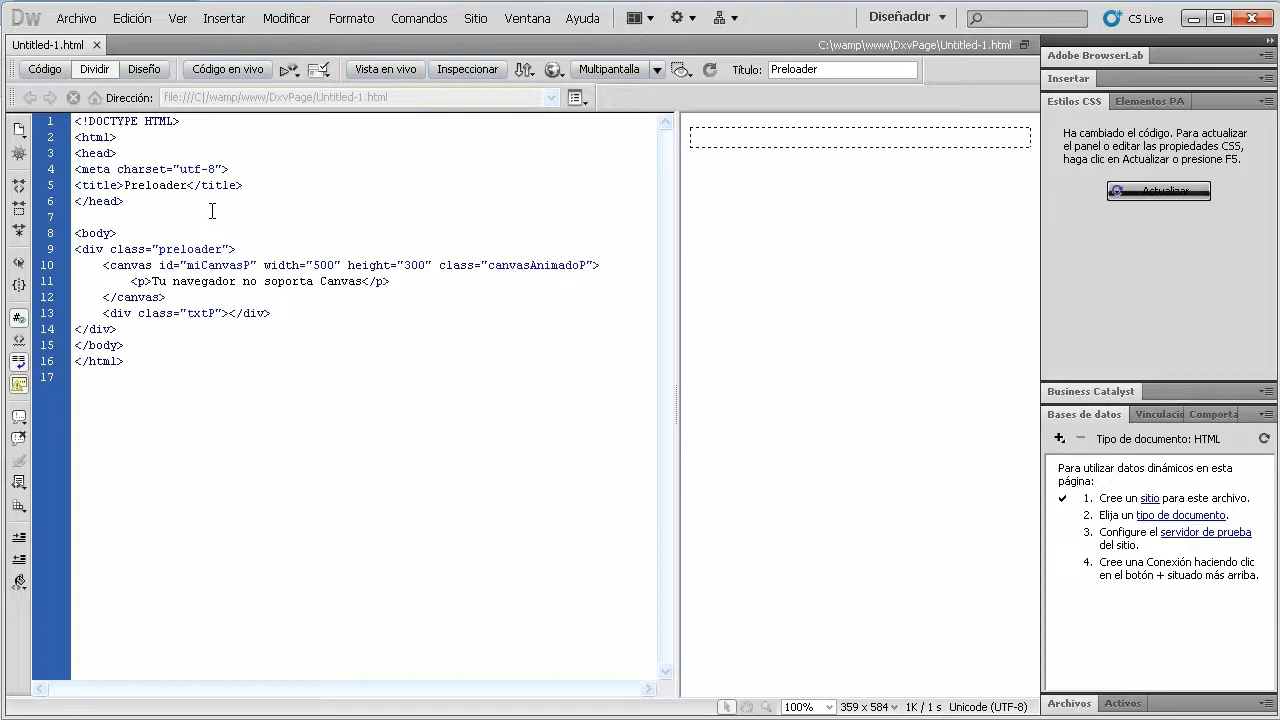 Dw Archivo Edición Ver Insertar Modificar Formato Comandos Sitio Ventana Ayuda Diseñador CS Live
Untitled-1.html C:\wamp\www\DxvPage\Untitled-1.html
Código Dividir Diseño Código en vivo Vista en vivo Inspeccionar Multipantalla Título: Preloader
Dirección: file:///C|/wamp/www/DxvPage/Untitled-1.html
1 <!DOCTYPE HTML>
2 <html>
3 <head>
4 <meta charset="utf-8">
5 <title>Preloader</title>
6 </head>
7
8 <body>
9 <div class="preloader">
10 <canvas id="miCanvasP" width="500" height="300" class="canvasAnimadoP">
11 <p>Tu navegador no soporta Canvas</p>
12 </canvas>
13 <div class="txtP"></div>
14 </div>
15 </body>
16 </html>
17
Adobe BrowserLab
Insertar
Estilos CSS Elementos PA
Ha cambiado el código. Para actualizar
el panel o editar las propiedades CSS,
haga clic en Actualizar o presione F5.
Actualizar
Business Catalyst
Bases de datos Vinculacio Comporta
Tipo de documento: HTML
Para utilizar datos dinámicos en esta
página:
1. Cree un sitio para este archivo.
2. Elija un tipo de documento.
3. Configure el servidor de prueba
del sitio.
4. Cree una Conexión haciendo clic
en el botón + situado más arriba.
Archivos Activos
100% 359 x 584 1K / 1 s Unicode (UTF-8)